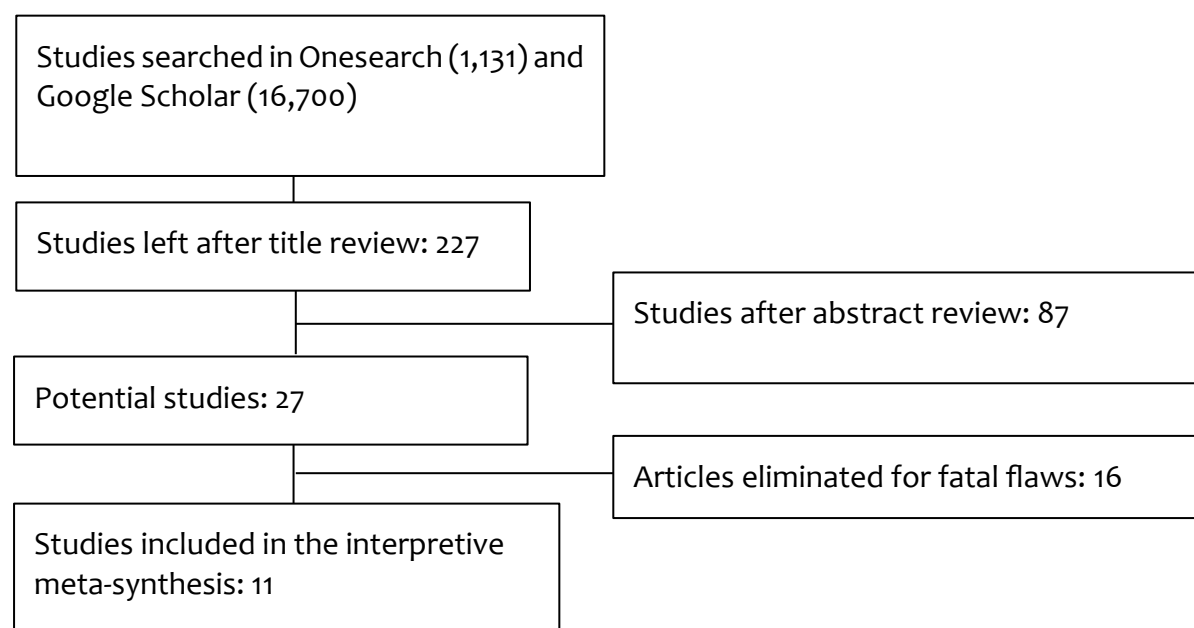 Studies searched in Onesearch (1,131) and
Google Scholar (16,700)
Studies left after title review: 227
Studies after abstract review: 87
Potential studies: 27
Articles eliminated for fatal flaws: 16
Studies included in the interpretive
meta-synthesis: 11